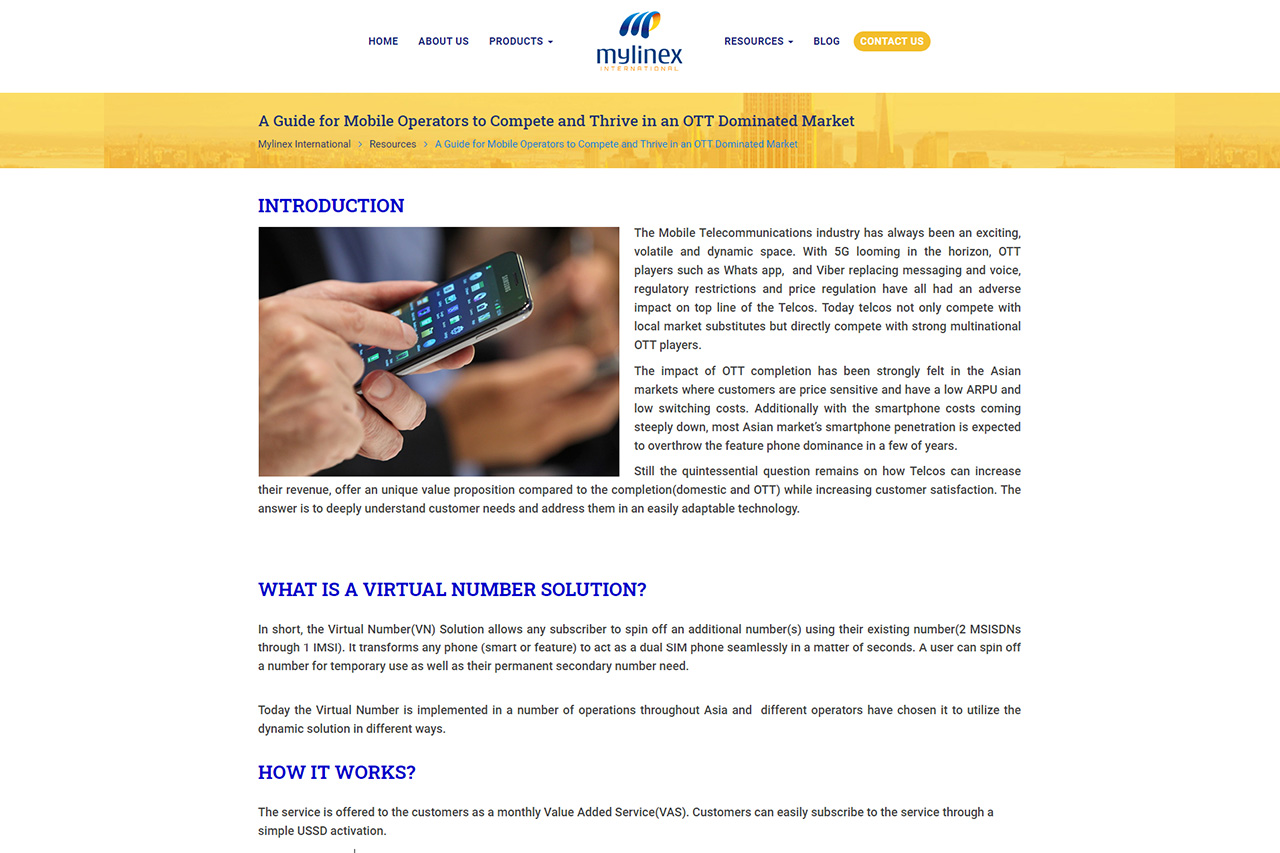 HOME ABOUT US PRODUCTS
mylinex
INTERNATIONAL
RESOURCES BLOG CONTACT US
A Guide for Mobile Operators to Compete and Thrive in an OTT Dominated Market
Mylinex International > Resources > A Guide for Mobile Operators to Compete and Thrive in an OTT Dominated Market
INTRODUCTION
SAMSUNG
The Mobile Telecommunications industry has always been an exciting,
volatile and dynamic space. With 5G looming in the horizon, OTT
players such as Whats app, and Viber replacing messaging and voice,
regulatory restrictions and price regulation have all had an adverse
impact on top line of the Telcos. Today telcos not only compete with
local market substitutes but directly compete with strong multinational
OTT players.
The impact of OTT completion has been strongly felt in the Asian
markets where customers are price sensitive and have a low ARPU and
low switching costs. Additionally with the smartphone costs coming
steeply down, most Asian market's smartphone penetration is expected
to overthrow the feature phone dominance in a few of years.
Still the quintessential question remains on how Telcos can increase
their revenue, offer an unique value proposition compared to the completion(domestic and OTT) while increasing customer satisfaction. The
answer is to deeply understand customer needs and address them in an easily adaptable technology.
WHAT IS A VIRTUAL NUMBER SOLUTION?
In short, the Virtual Number(VN) Solution allows any subscriber to spin off an additional number(s) using their existing number(2 MSISDNs
through 1 IMSI). It transforms any phone (smart or feature) to act as a dual SIM phone seamlessly in a matter of seconds. A user can spin off
a number for temporary use as well as their permanent secondary number need.
Today the Virtual Number is implemented in a number of operations throughout Asia and different operators have chosen it to utilize the
dynamic solution in different ways.
HOW IT WORKS?
The service is offered to the customers as a monthly Value Added Service(VAS). Customers can easily subscribe to the service through a
simple USSD activation.